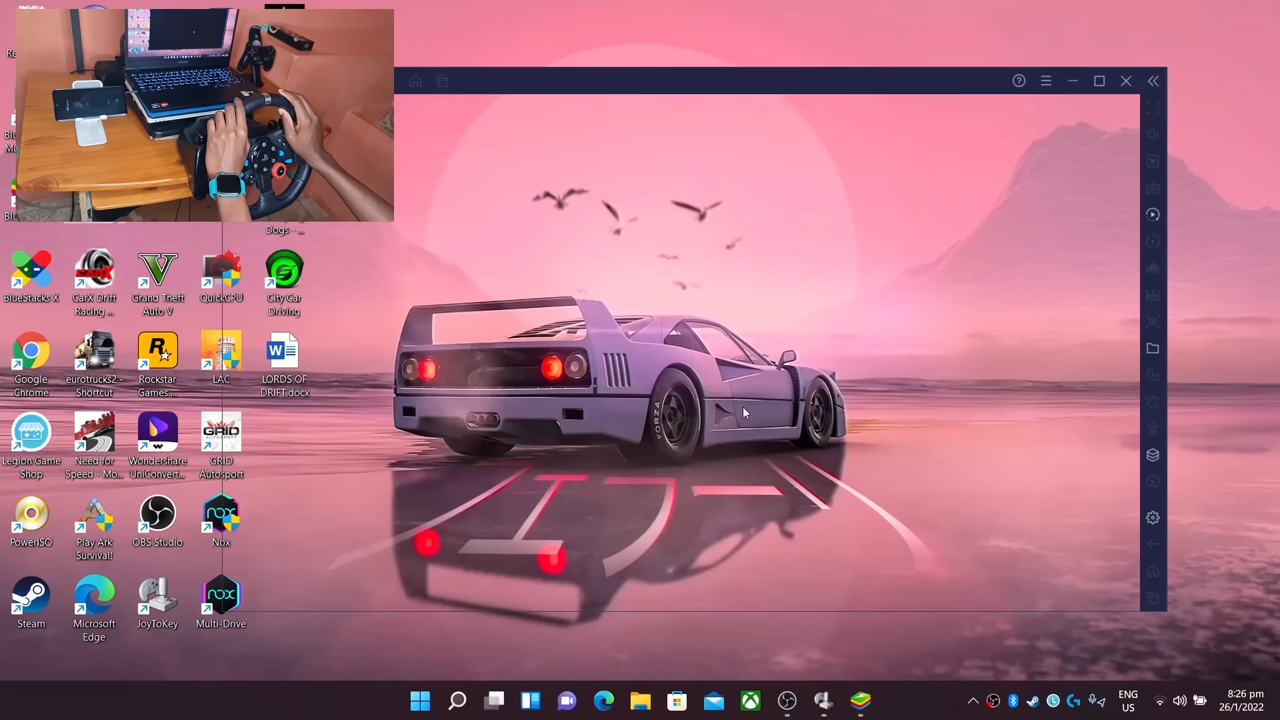 Dogs - ...
BlueStacks X
CarX Drift
Racing ...
Grand Theft
Auto V
QuickCPU
City Car
Driving
Google
Chrome
eurotrucks2 -
Shortcut
Rockstar
Games...
LAC
LORDS OF
DRIFT.docx
Legion Game
Shop
Need for
Speed - Mo...
Wondershare
UniConvert...
GRID
Autosport
PowerISO
Play Ark
Survival!
OBS Studio
Nox
Steam
Microsoft
Edge
JoyToKey
Multi-Drive
FORZA
ENG
US
8:26 pm
26/1/2022